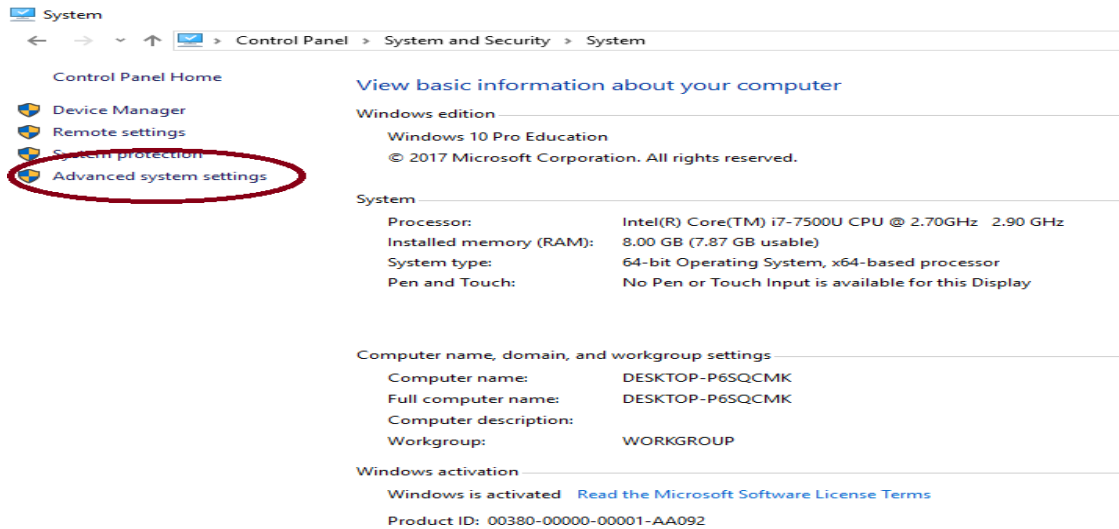 System
Control Panel > System and Security > System
Control Panel Home
Device Manager
Remote settings
System protection
Advanced system settings
View basic information about your computer
Windows edition
Windows 10 Pro Education
© 2017 Microsoft Corporation. All rights reserved.
System
Processor: Intel(R) Core(TM) i7-7500U CPU @ 2.70GHz 2.90 GHz
Installed memory (RAM): 8.00 GB (7.87 GB usable)
System type: 64-bit Operating System, x64-based processor
Pen and Touch: No Pen or Touch Input is available for this Display
Computer name, domain, and workgroup settings
Computer name: DESKTOP-P6SQCMK
Full computer name: DESKTOP-P6SQCMK
Computer description:
Workgroup: WORKGROUP
Windows activation
Windows is activated Read the Microsoft Software License Terms
Product ID: 00380-00000-00001-AA092